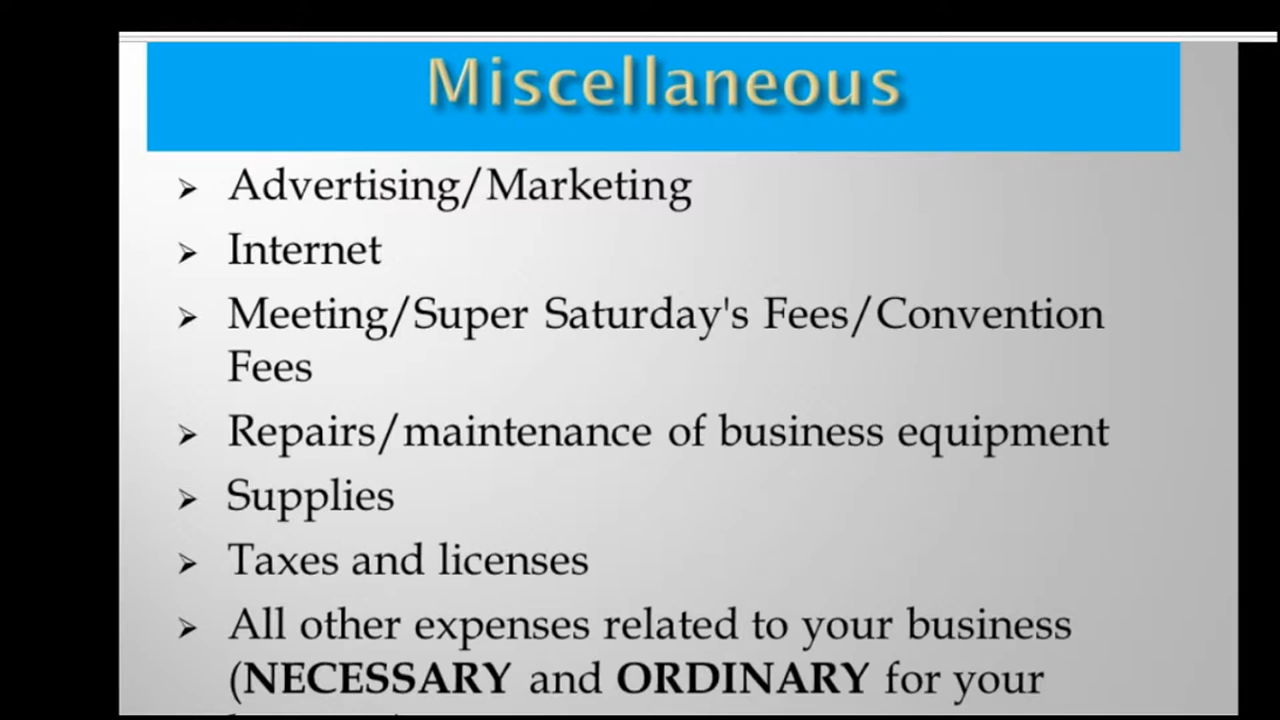 Miscellaneous
➢ Advertising/Marketing
➢ Internet
➢ Meeting/Super Saturday's Fees/Convention
Fees
➢ Repairs/maintenance of business equipment
➢ Supplies
➢ Taxes and licenses
➢ All other expenses related to your business
(NECESSARY and ORDINARY for your